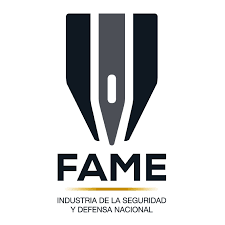 FAME
INDUSTRIA DE LA SEGURIDAD
Y DEFENSA NACIONAL